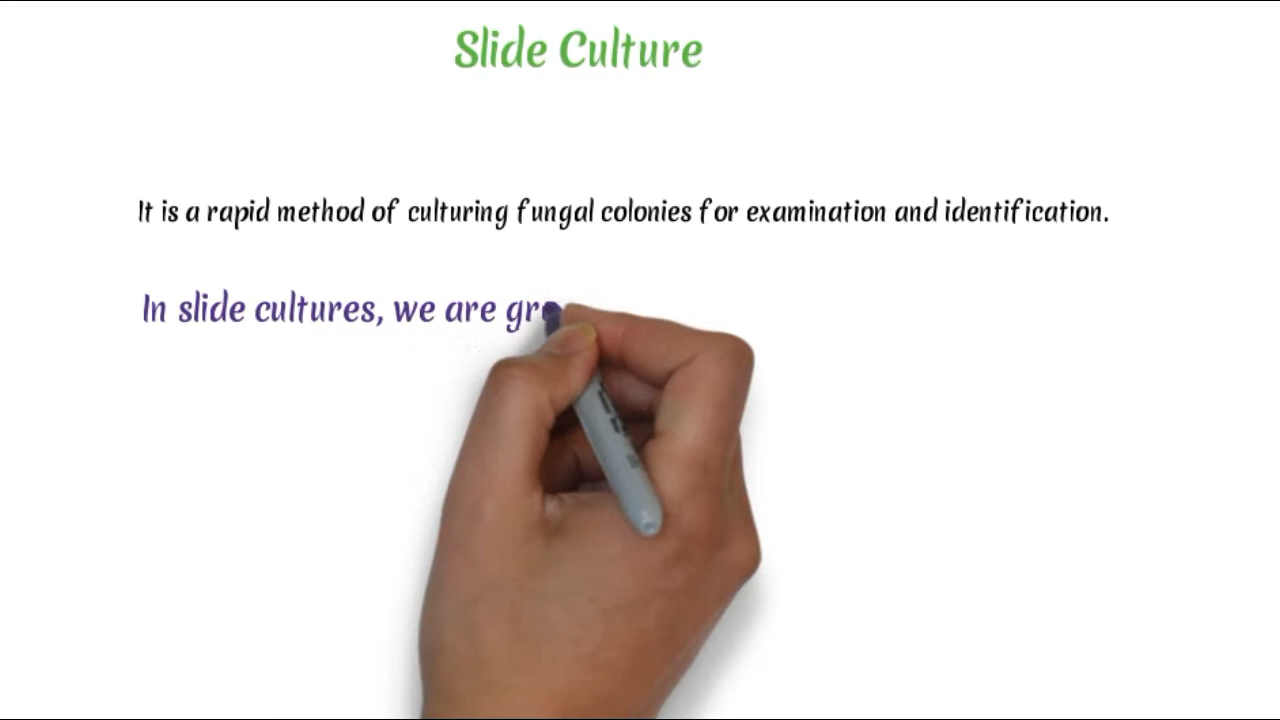 Slide Culture
It is a rapid method of culturing fungal colonies for examination and identification.
In slide cultures, we are